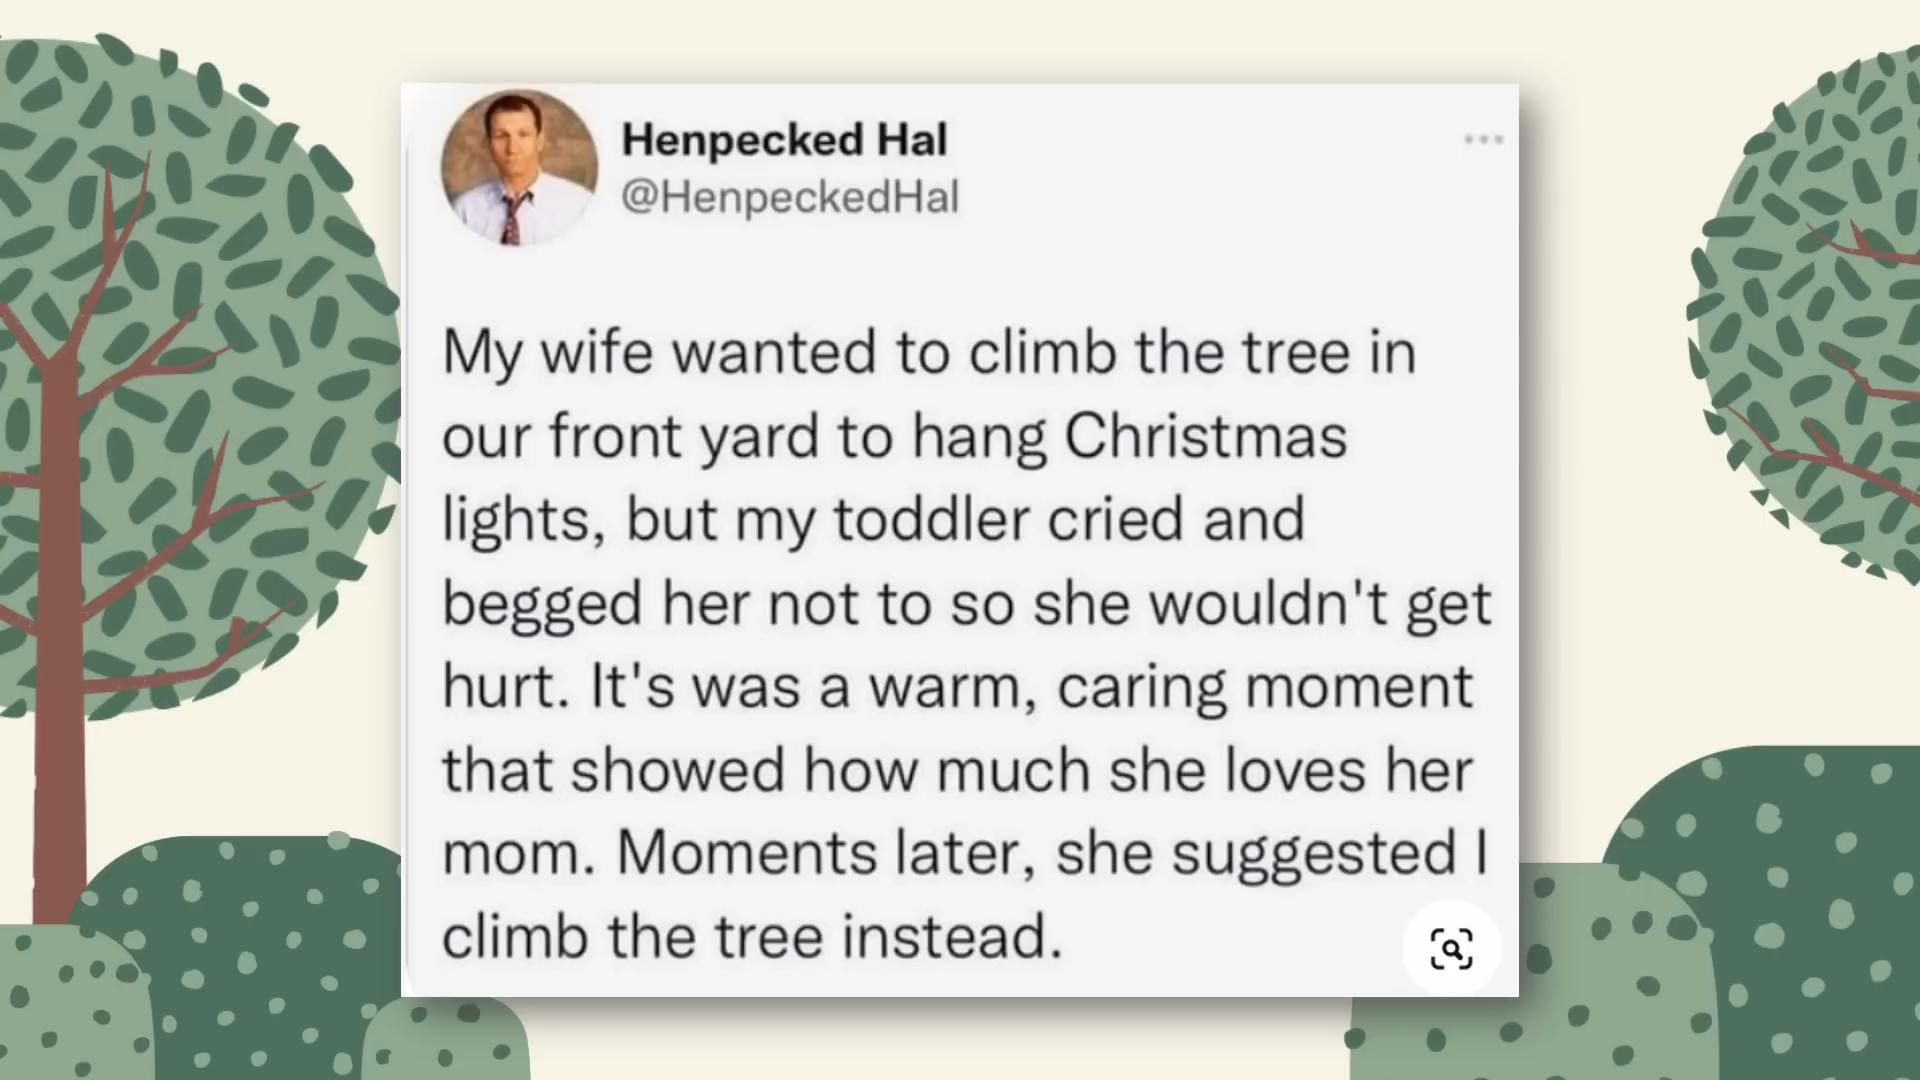 Henpecked Hal
@HenpeckedHal
My wife wanted to climb the tree in
our front yard to hang Christmas
lights, but my toddler cried and
begged her not to so she wouldn't get
hurt. It's was a warm, caring moment
that showed how much she loves her
mom. Moments later, she suggested I
climb the tree instead.